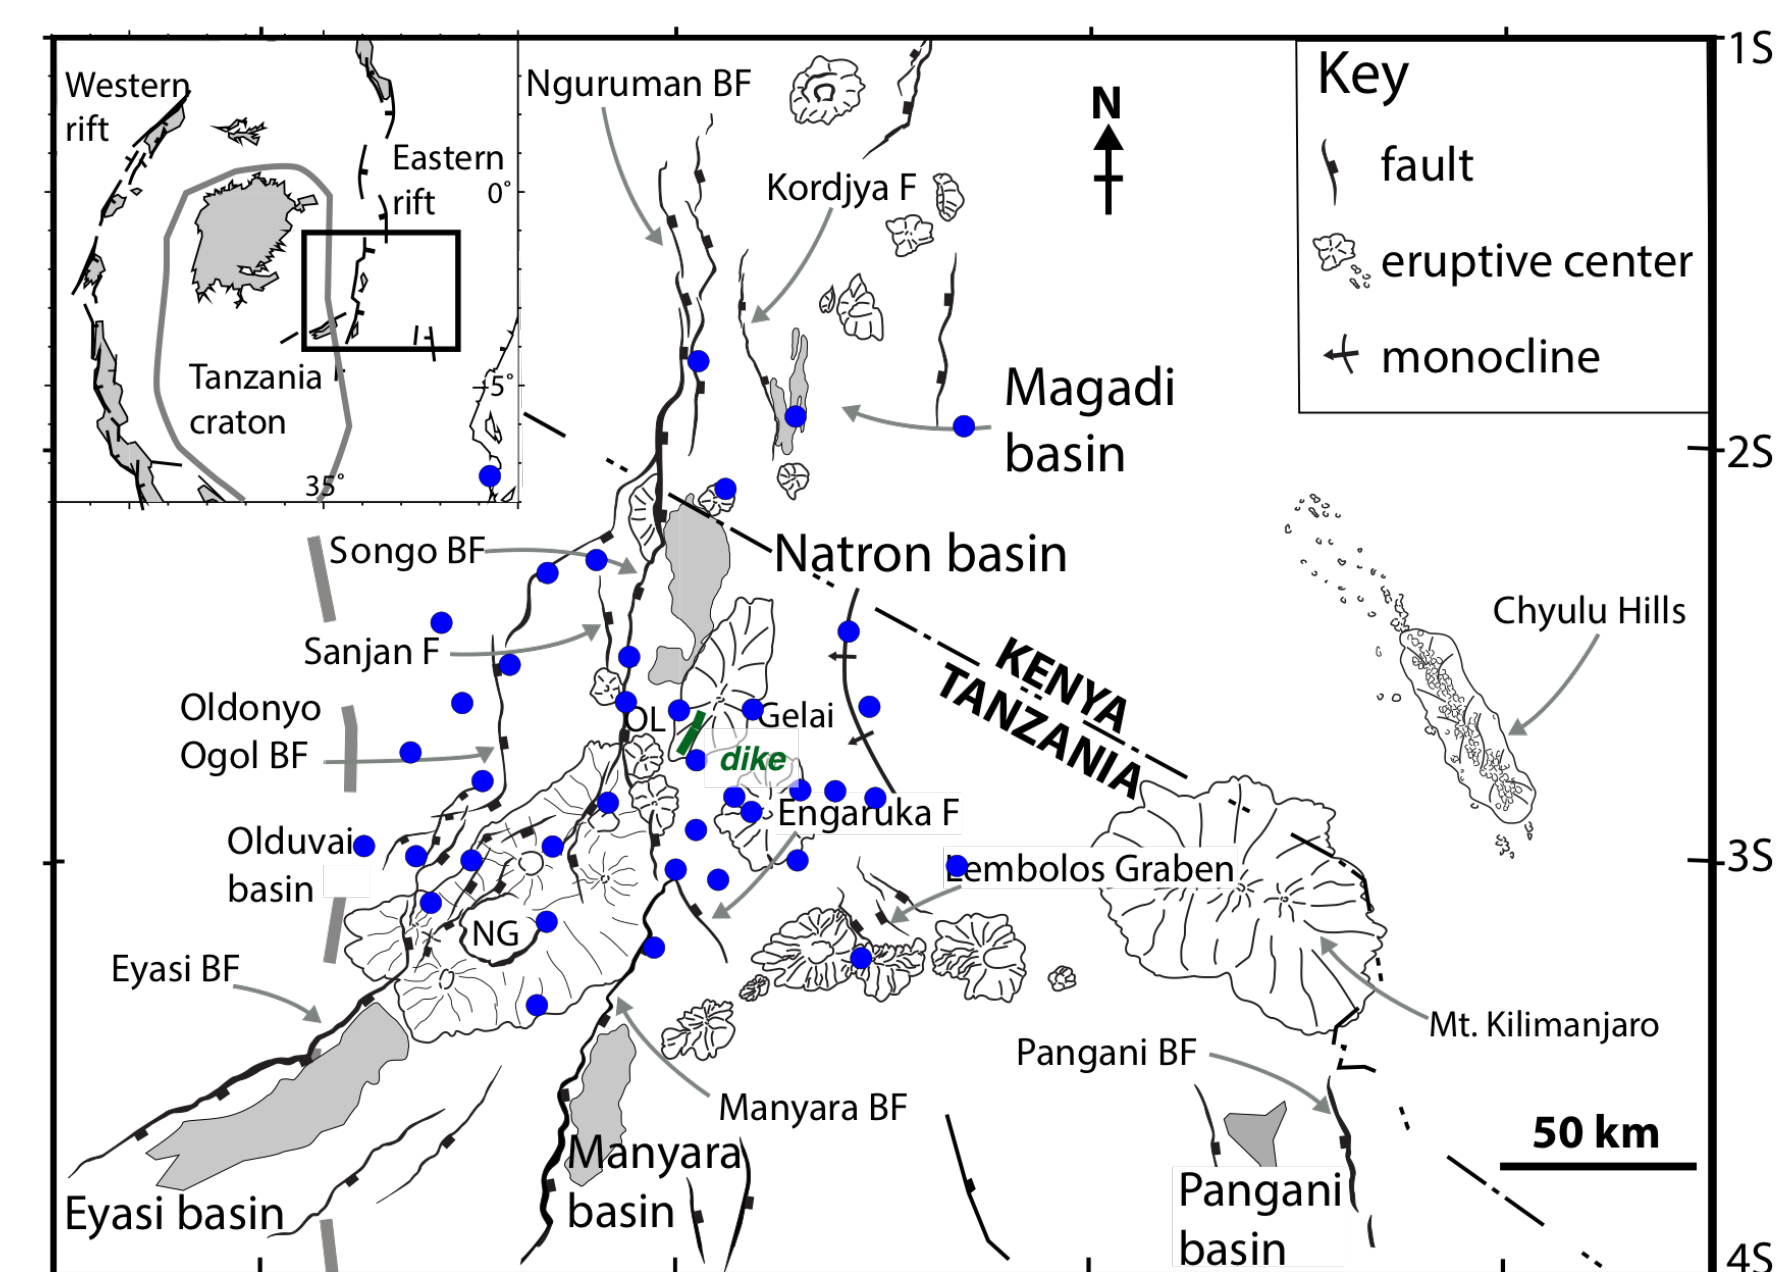 1S
Western
rift
Nguruman BF
N
Key
fault
Eastern
rift
0°
Kordjya F
eruptive center
monocline
Tanzania
craton
−5°
35°
Magadi
basin
2S
Songo BF
Natron basin
Sanjan F
Chyulu Hills
KENYA
TANZANIA
Oldonyo
Ogol BF
OL
Gelai
dike
Engaruka F
Olduvai
basin
Lembolos Graben
3S
NG
Eyasi BF
Mt. Kilimanjaro
Pangani BF
Manyara BF
50 km
Manyara
basin
Eyasi basin
Pangani
basin
4S